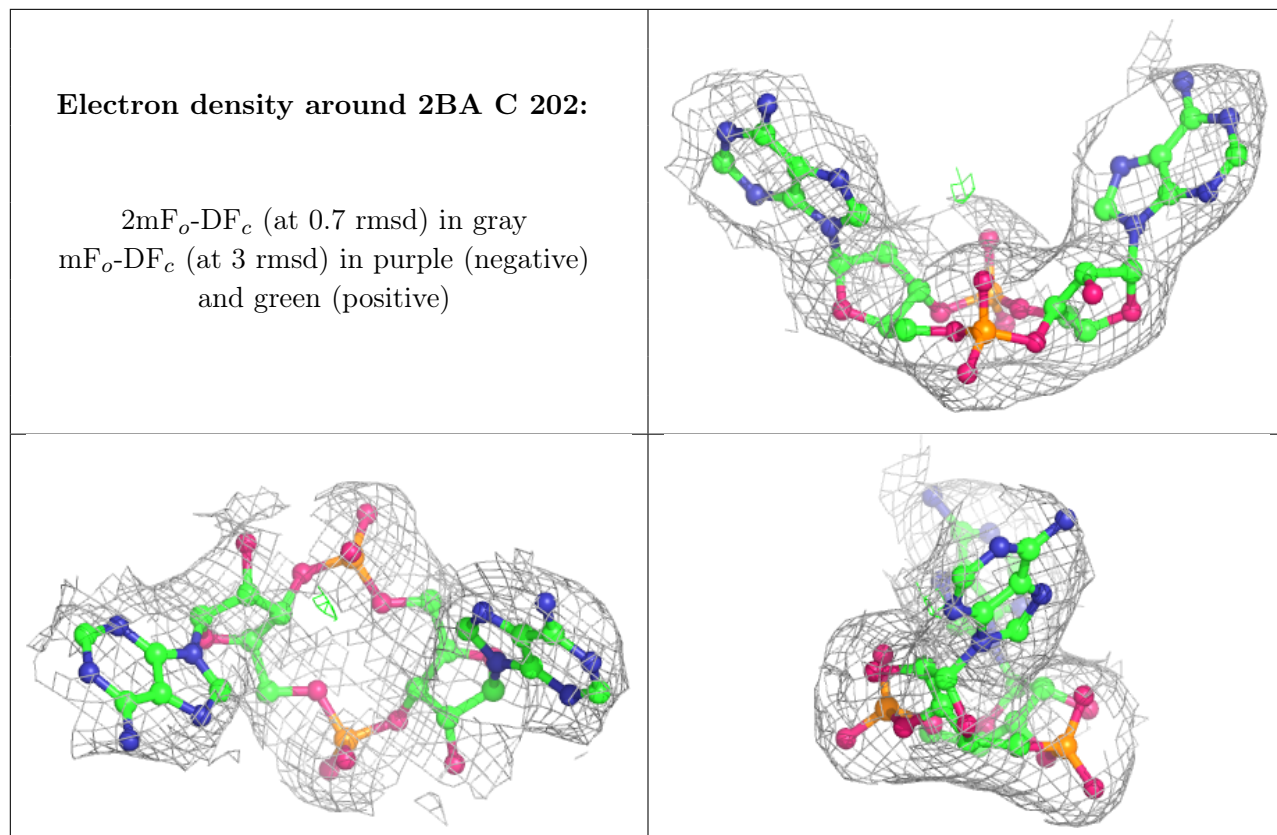 Electron density around 2BA C 202:
2mFo-DFc (at 0.7 rmsd) in gray
mFo-DFc (at 3 rmsd) in purple (negative)
and green (positive)